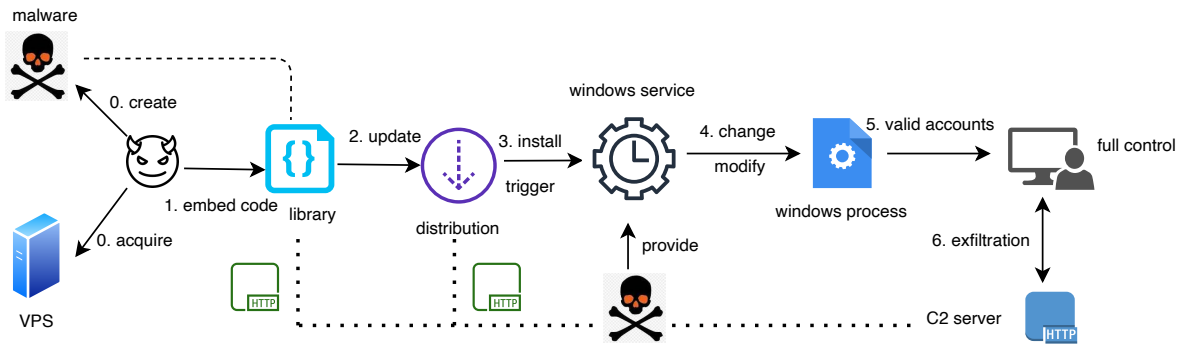 malware
0. create
windows service
2. update
3. install
4. change
5. valid accounts
full control
{}
trigger
modify
1. embed code
library
distribution
windows process
0. acquire
provide
6. exfiltration
HTTP
HTTP
VPS
C2 server
HTTP